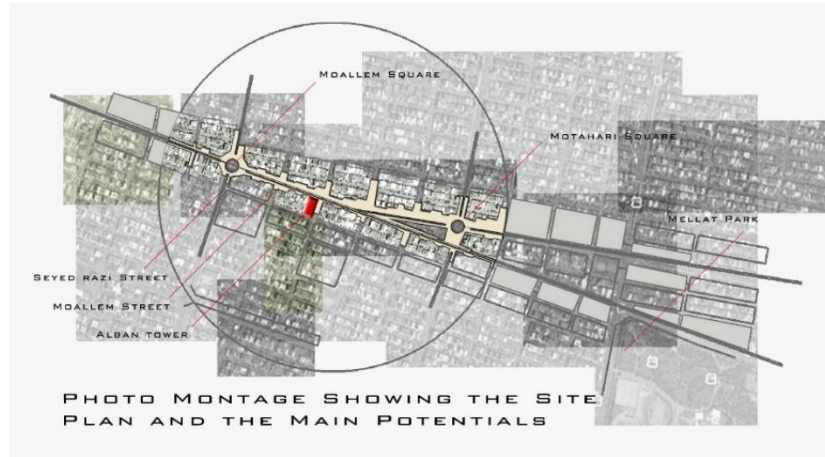 Moallem Square
Motahari Square
Mellat Park
Seyed Razi Street
Moallem Street
Alban Tower
Photo Montage Showing the Site
Plan and the Main Potentials